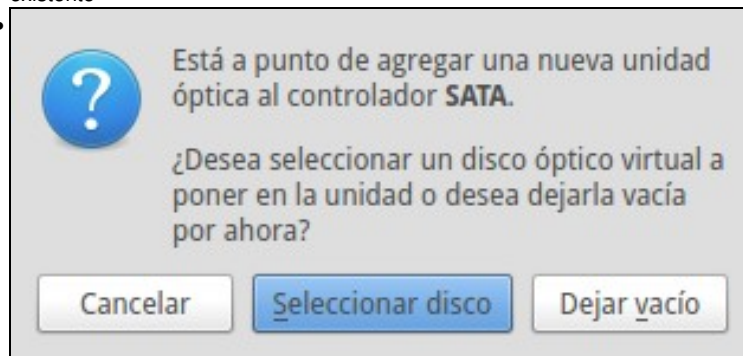 Está a punto de agregar una nueva unidad
óptica al controlador SATA.
¿Desea seleccionar un disco óptico virtual a
poner en la unidad o desea dejarla vacía
por ahora?
Cancelar
Seleccionar disco
Dejar vacío